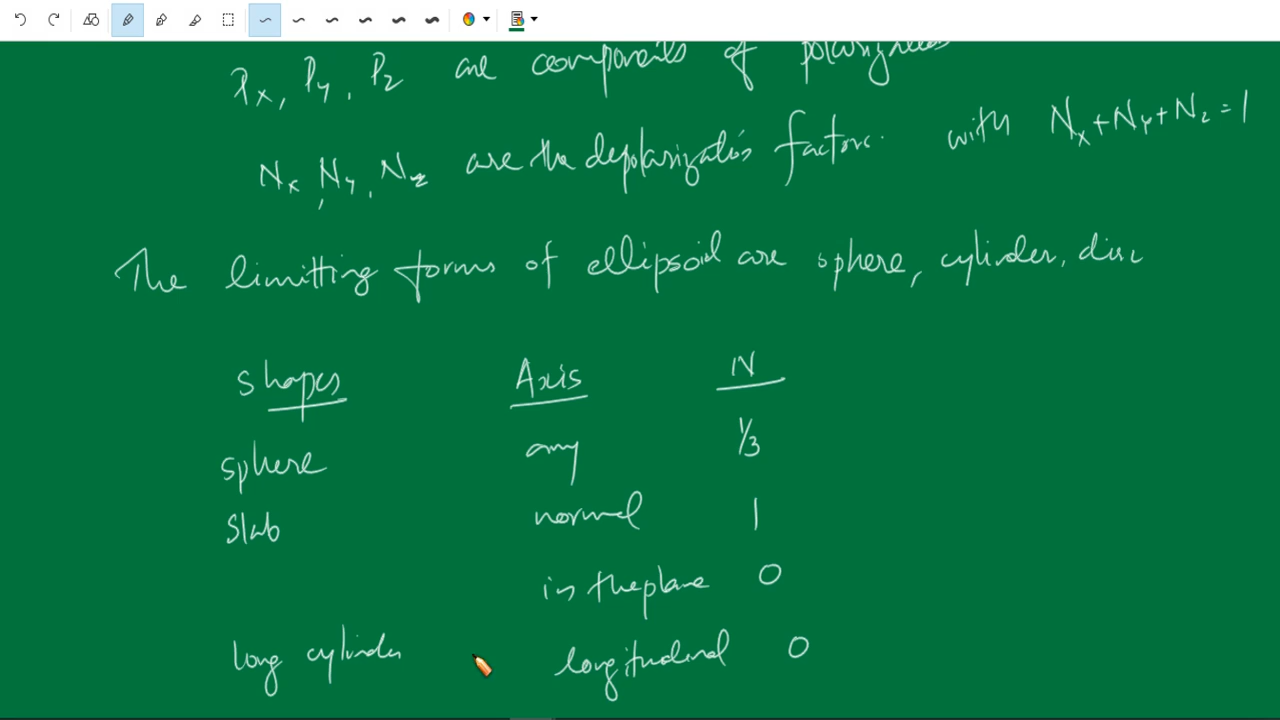 Px, Py, Pz are components of polarization
Nx, Ny, Nz are the depolarization factors. with Nx+Ny+Nz=1
The limitting forms of ellipsoid are sphere, cylinder, disc
shapes Axis N
sphere any 1/3
Slab normal 1
in the plane 0
long cylinder longitudinal 0